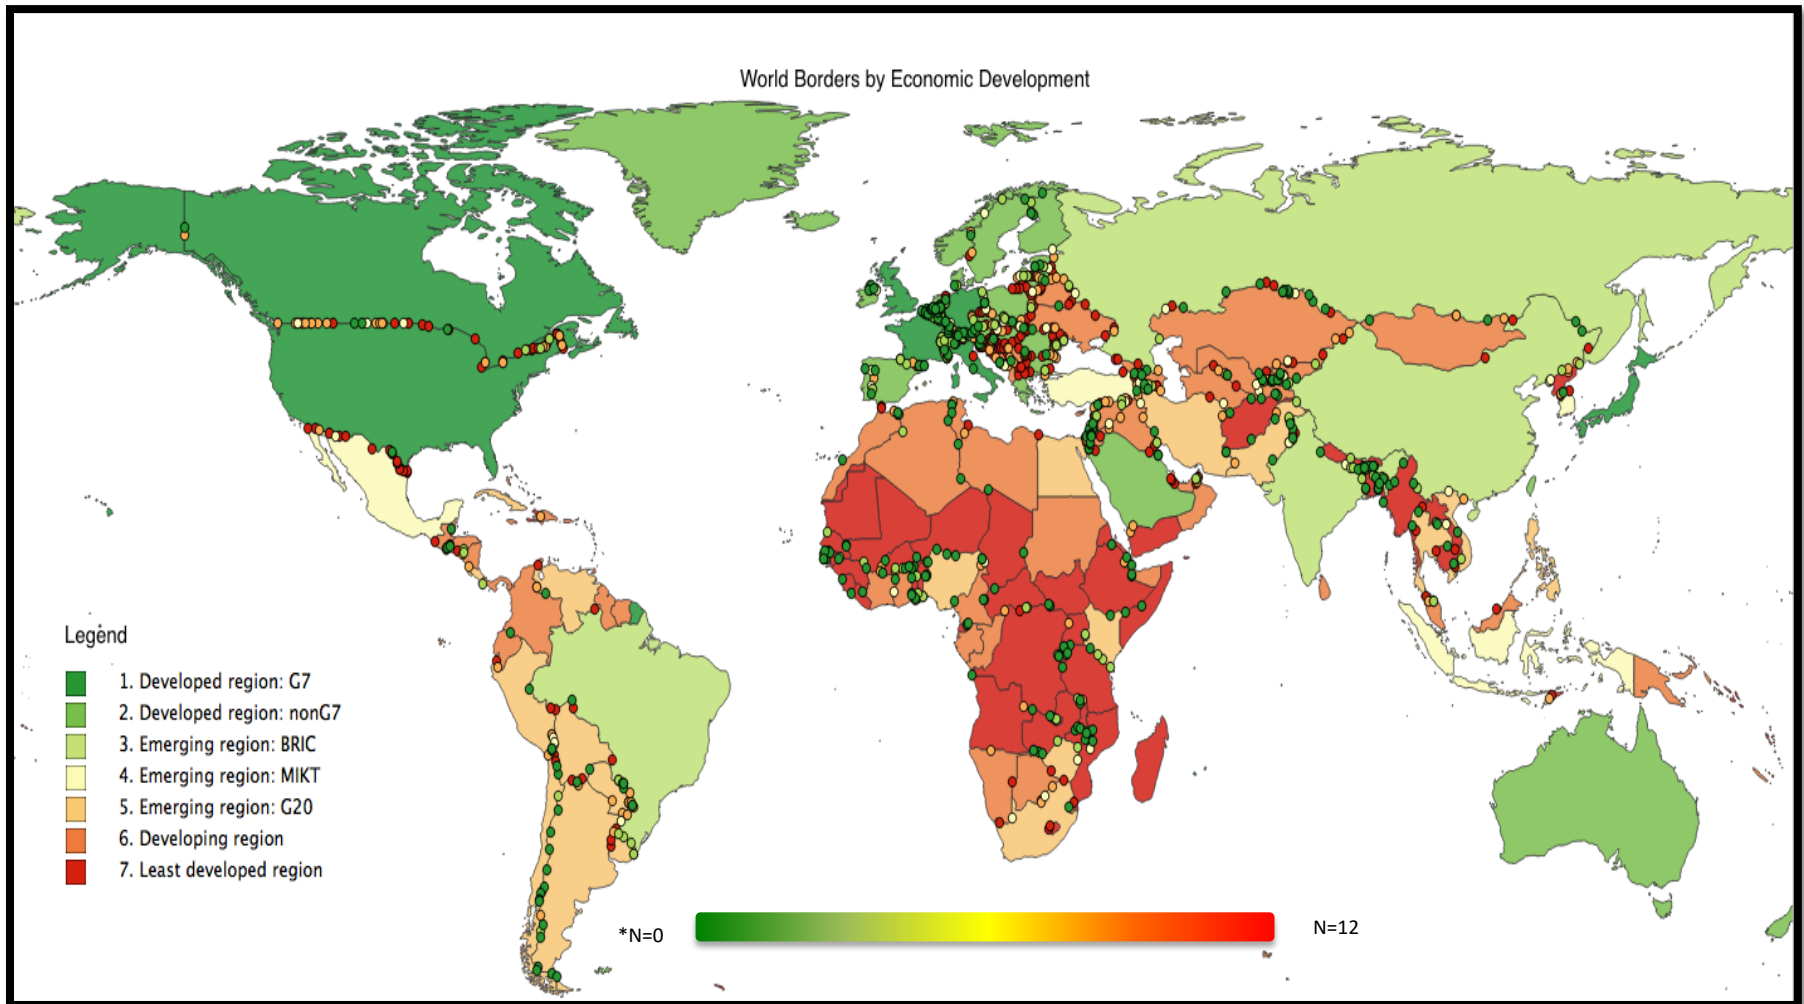 World Borders by Economic Development
Legend
1. Developed region: G7
2. Developed region: nonG7
3. Emerging region: BRIC
4. Emerging region: MIKT
5. Emerging region: G20
6. Developing region
7. Least developed region
*N=0
N=12